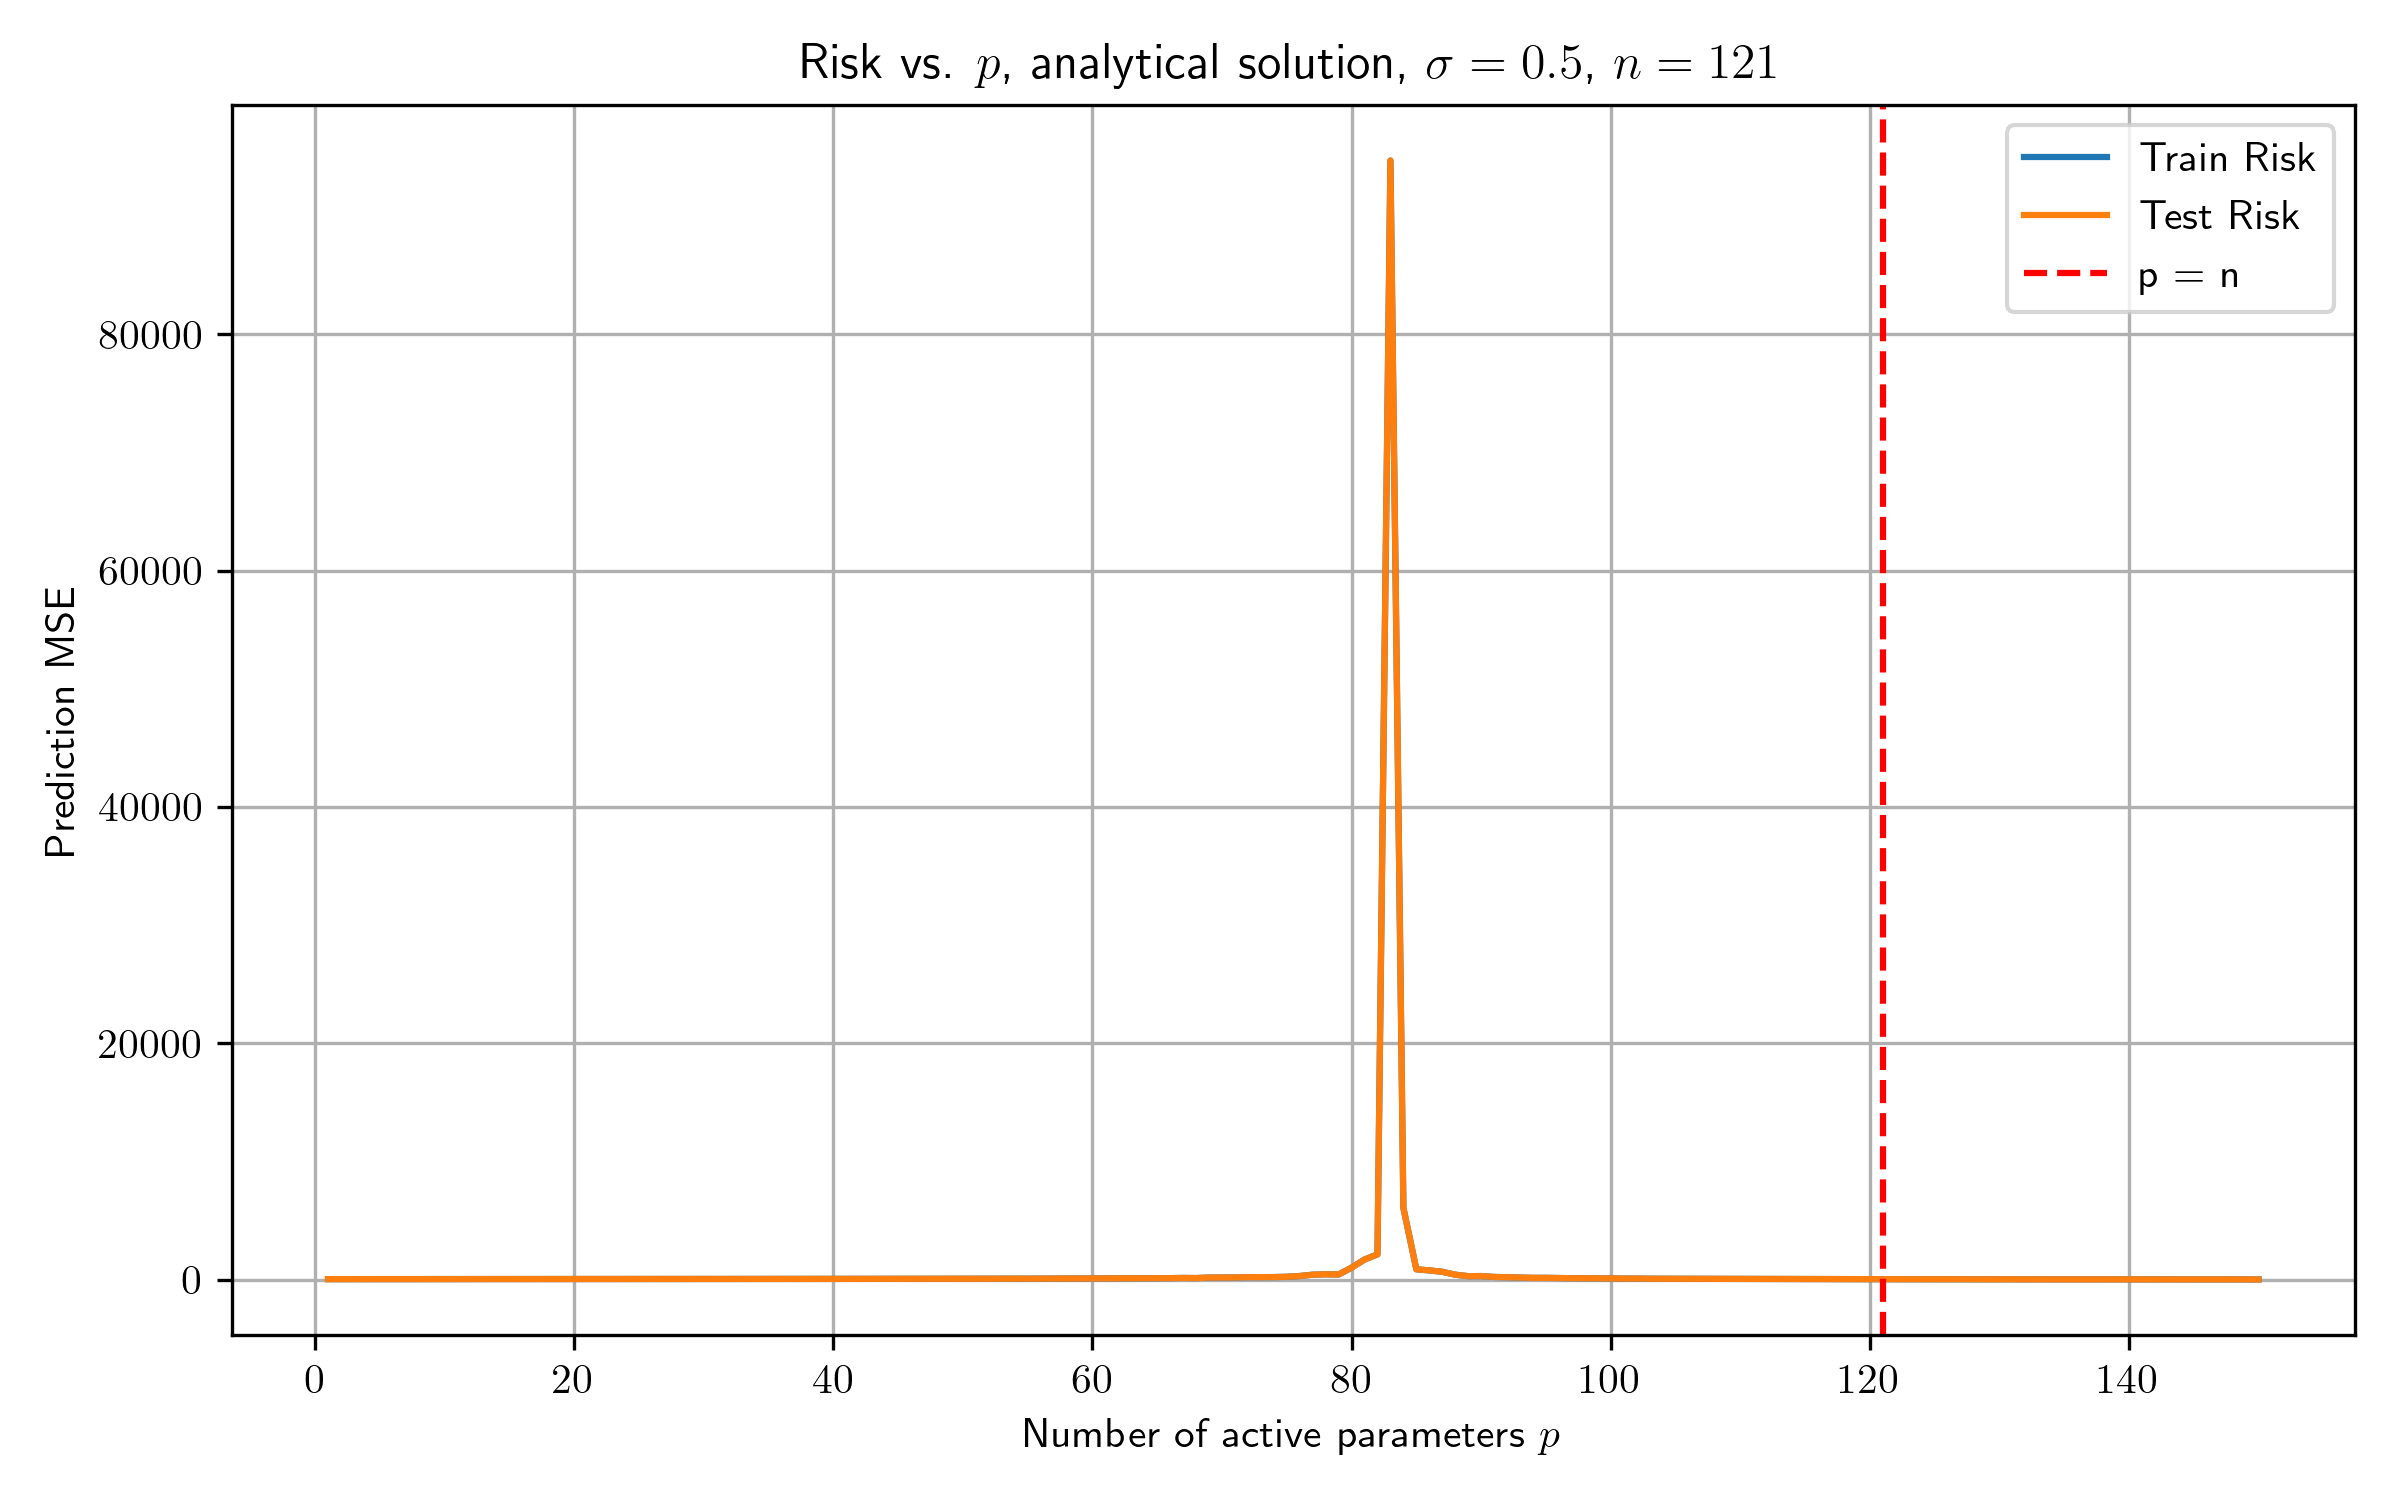 Risk vs. p, analytical solution, σ = 0.5, n = 121
Train Risk
Test Risk
p = n
Prediction MSE
80000
60000
40000
20000
0
0 20 40 60 80 100 120 140
Number of active parameters p